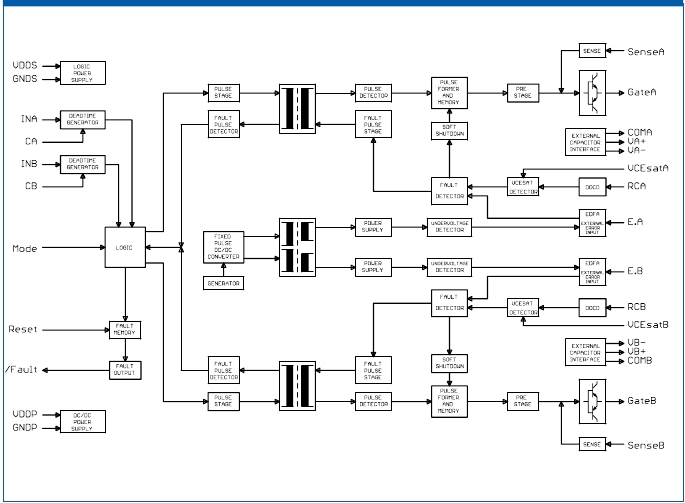 VDDS
GNDS
LOGIC
POWER
SUPPLY
INA
CA
DEADTIME
GENERATOR
INB
CB
DEADTIME
GENERATOR
Mode
LOGIC
Reset
FAULT
MEMORY
/Fault
FAULT
OUTPUT
VDDP
GNDP
DC/DC
POWER
SUPPLY
PULSE
STAGE
FAULT
PULSE
DETECTOR
PULSE
DETECTOR
FAULT
PULSE
STAGE
PULSE
FORMER
AND
MEMORY
SOFT
SHUTDOWN
PRE
STAGE
SENSE
SenseA
GateA
EXTERNAL
CAPACITOR
INTERFACE
COMA
VA+
VA-
VCEsatA
FAULT
DETECTOR
VCESAT
DETECTOR
DOCD
RCA
FIXED
PULSE
DC/DC
CONVERTER
GENERATOR
POWER
SUPPLY
UNDERVOLTAGE
DETECTOR
EDFA
EXTERNAL
ERROR
INPUT
E.A
POWER
SUPPLY
UNDERVOLTAGE
DETECTOR
EDFA
EXTERNAL
ERROR
INPUT
E.B
FAULT
DETECTOR
VCESAT
DETECTOR
DOCD
RCB
VCEsatB
EXTERNAL
CAPACITOR
INTERFACE
VB-
VB+
COMB
FAULT
PULSE
DETECTOR
PULSE
STAGE
FAULT
PULSE
STAGE
PULSE
DETECTOR
SOFT
SHUTDOWN
PULSE
FORMER
AND
MEMORY
PRE
STAGE
GateB
SENSE
SenseB